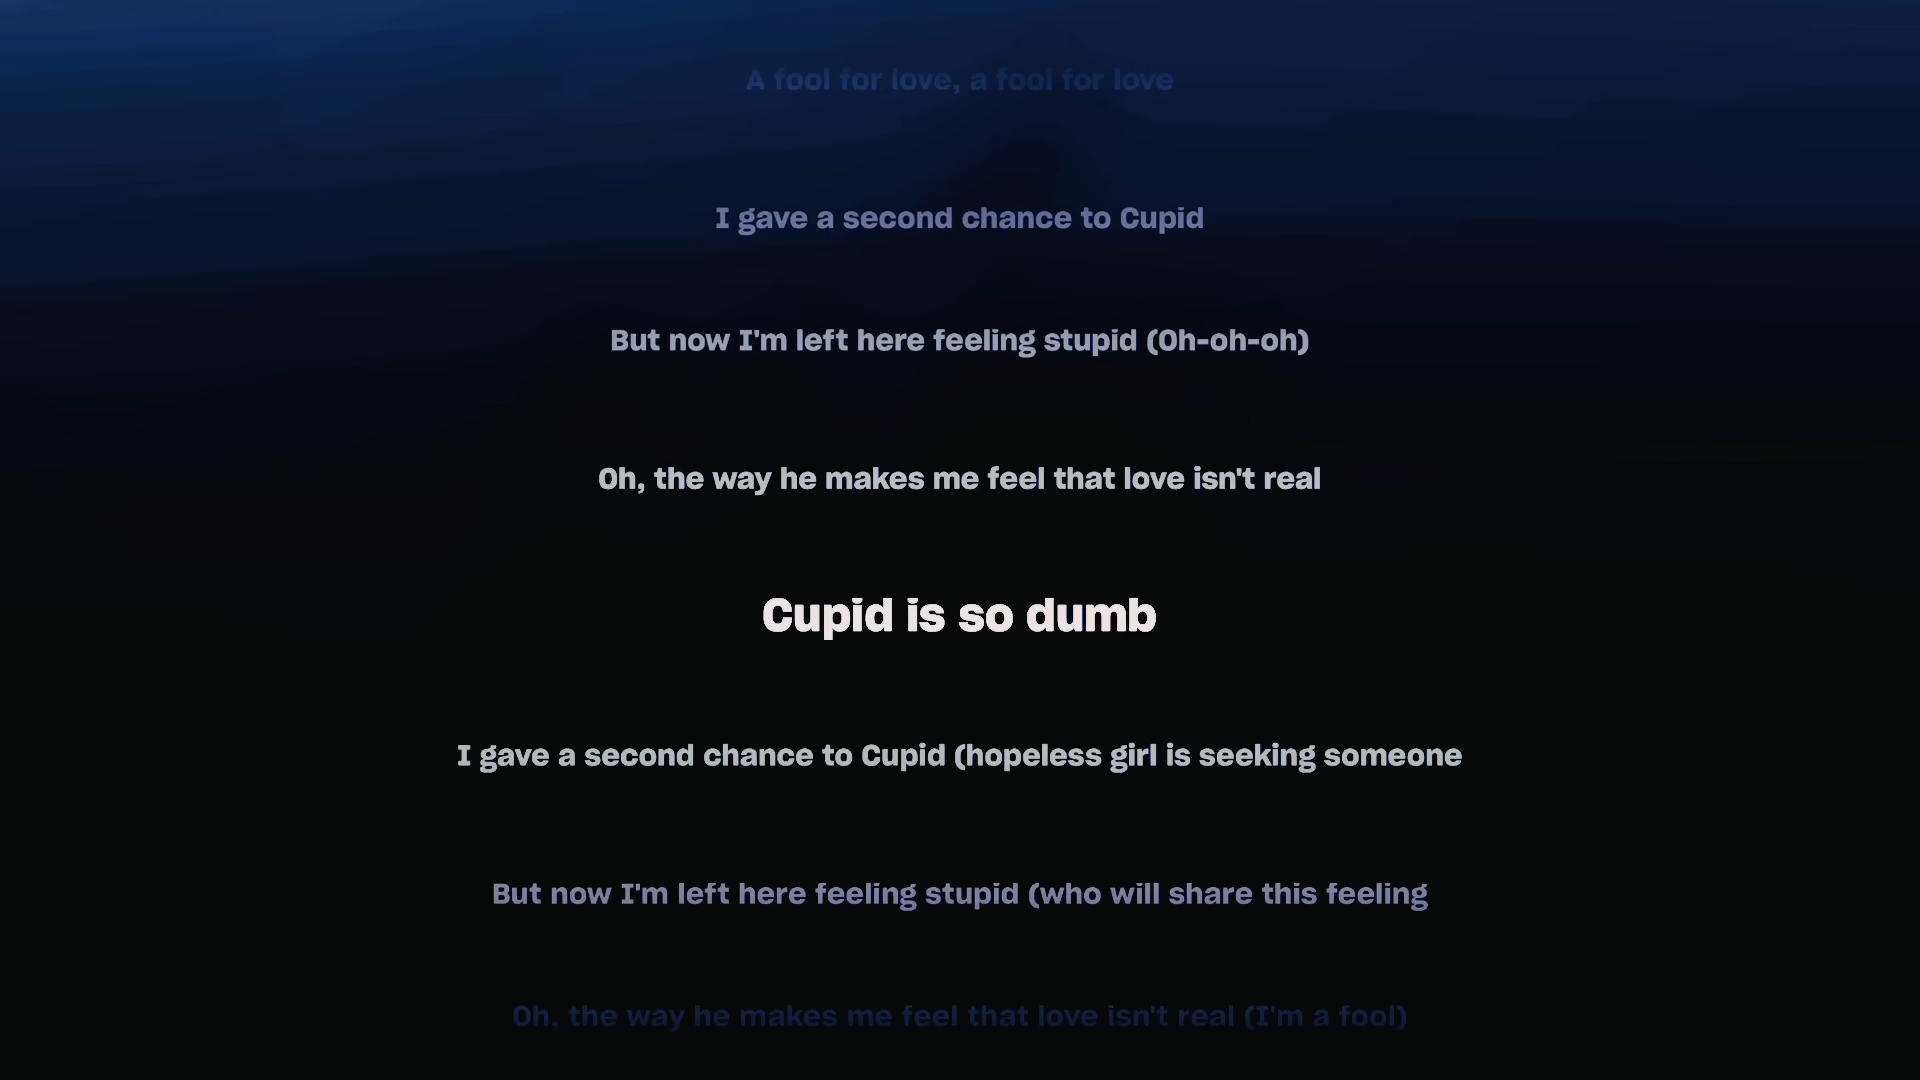 A fool for love, a fool for love
I gave a second chance to Cupid
But now I'm left here feeling stupid (Oh-oh-oh)
Oh, the way he makes me feel that love isn't real
Cupid is so dumb
I gave a second chance to Cupid (hopeless girl is seeking someone
But now I'm left here feeling stupid (who will share this feeling
Oh, the way he makes me feel that love isn't real (I'm a fool)